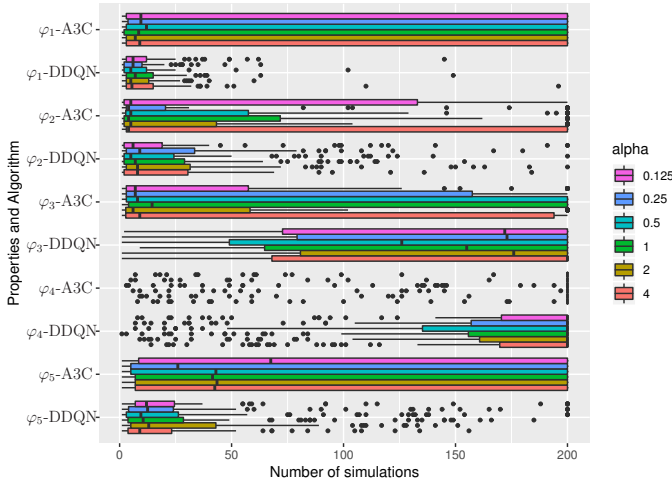 φ₁-A3C
φ₁-DDQN
φ₂-A3C
φ₂-DDQN
φ₃-A3C
φ₃-DDQN
φ₄-A3C
φ₄-DDQN
φ₅-A3C
φ₅-DDQN
Properties and Algorithm
0 50 100 150 200
Number of simulations
alpha
0.125
0.25
0.5
1
2
4